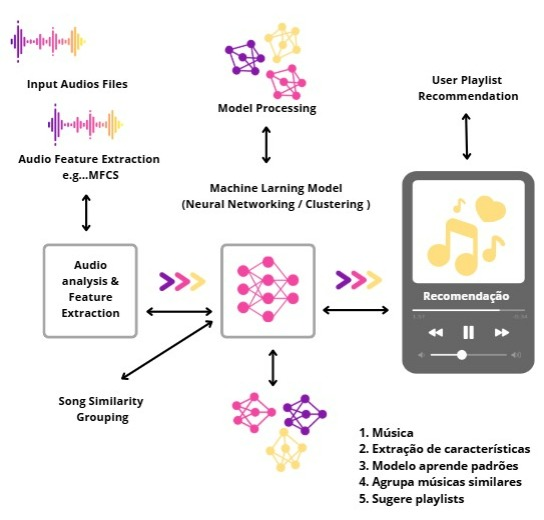 Input Audios Files
Audio Feature Extraction
e.g...MFCS
Audio
analysis &
Feature
Extraction
Song Similarity
Grouping
Model Processing
Machine Larning Model
(Neural Networking / Clustering )
User Playlist
Recommendation
Recomendação
1. Música
2. Extração de características
3. Modelo aprende padrões
4. Agrupa músicas similares
5. Sugere playlists